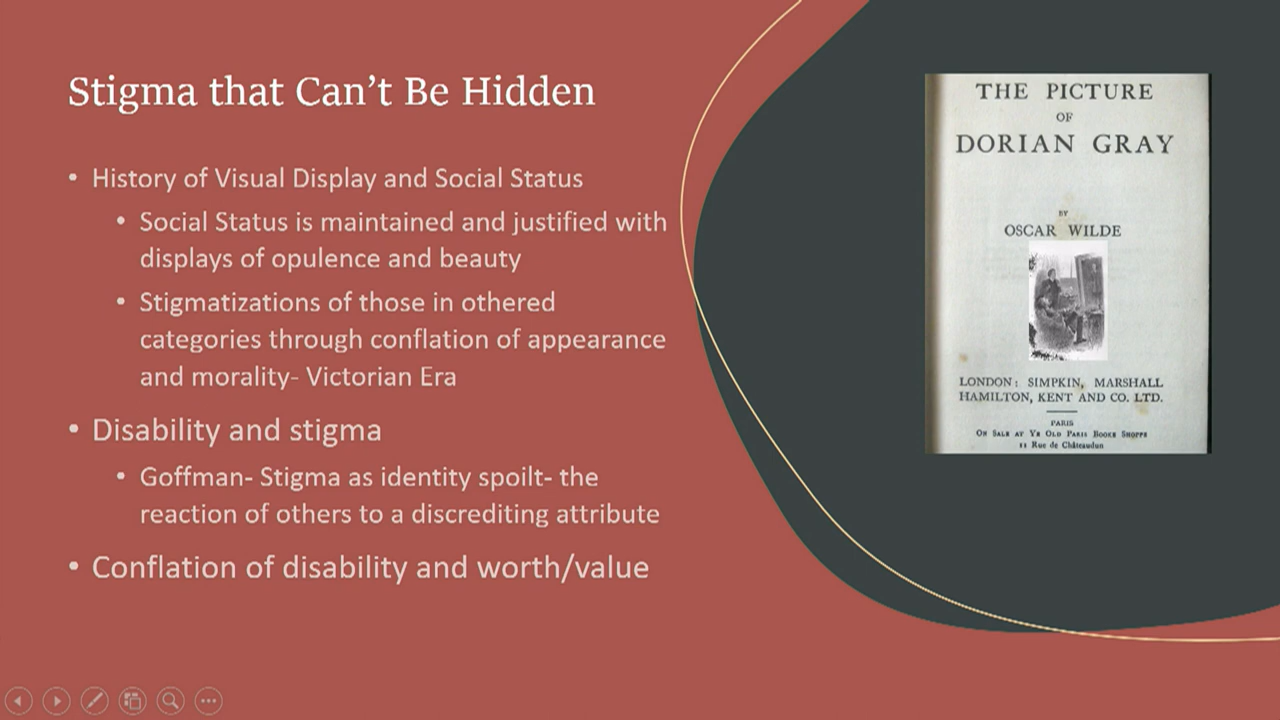 Stigma that Can't Be Hidden
• History of Visual Display and Social Status
• Social Status is maintained and justified with
displays of opulence and beauty
• Stigmatizations of those in othered
categories through conflation of appearance
and morality- Victorian Era
• Disability and stigma
• Goffman- Stigma as identity spoilt- the
reaction of others to a discrediting attribute
• Conflation of disability and worth/value
THE PICTURE
OF
DORIAN GRAY
BY
OSCAR WILDE
LONDON: SIMPKIN, MARSHALL
HAMILTON, KENT AND CO. LTD.
PARIS
On Sale at Ye Old Paris Booke Shoppe
11 Rue de Châteaudun